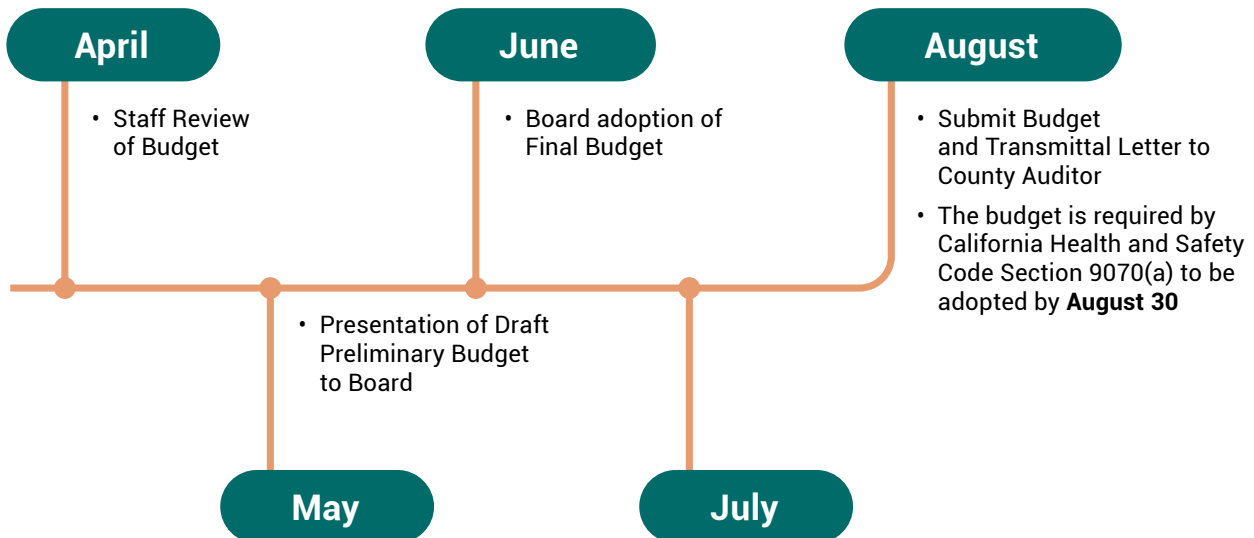 April
• Staff Review
of Budget
May
• Presentation of Draft
Preliminary Budget
to Board
June
• Board adoption of
Final Budget
July
August
• Submit Budget
and Transmittal Letter to
County Auditor
• The budget is required by
California Health and Safety
Code Section 9070(a) to be
adopted by August 30